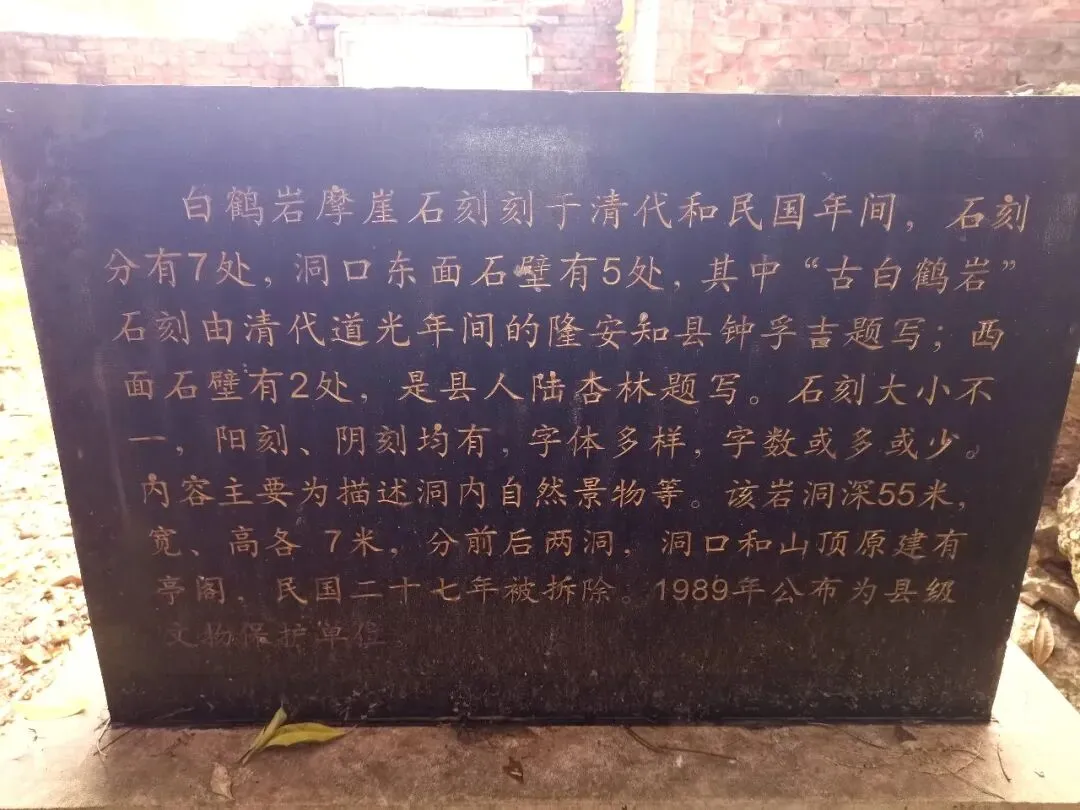 白鹤岩摩崖石刻刻于清代和民国年间，石刻
分有7处，洞口东面石壁有5处，其中“古白鹤岩”
石刻由清代道光年间的隆安知县钟孚吉题写；西
面石壁有2处，是县人陆杏林题写。石刻大小不
一，阳刻、阴刻均有，字体多样，字数或多或少。
内容主要为描述洞内自然景物等。该岩洞深55米，
宽、高各 7米，分前后两洞，洞口和山顶原建有
亭阁，民国二十七年被拆除。1989年公布为县级
文物保护单位